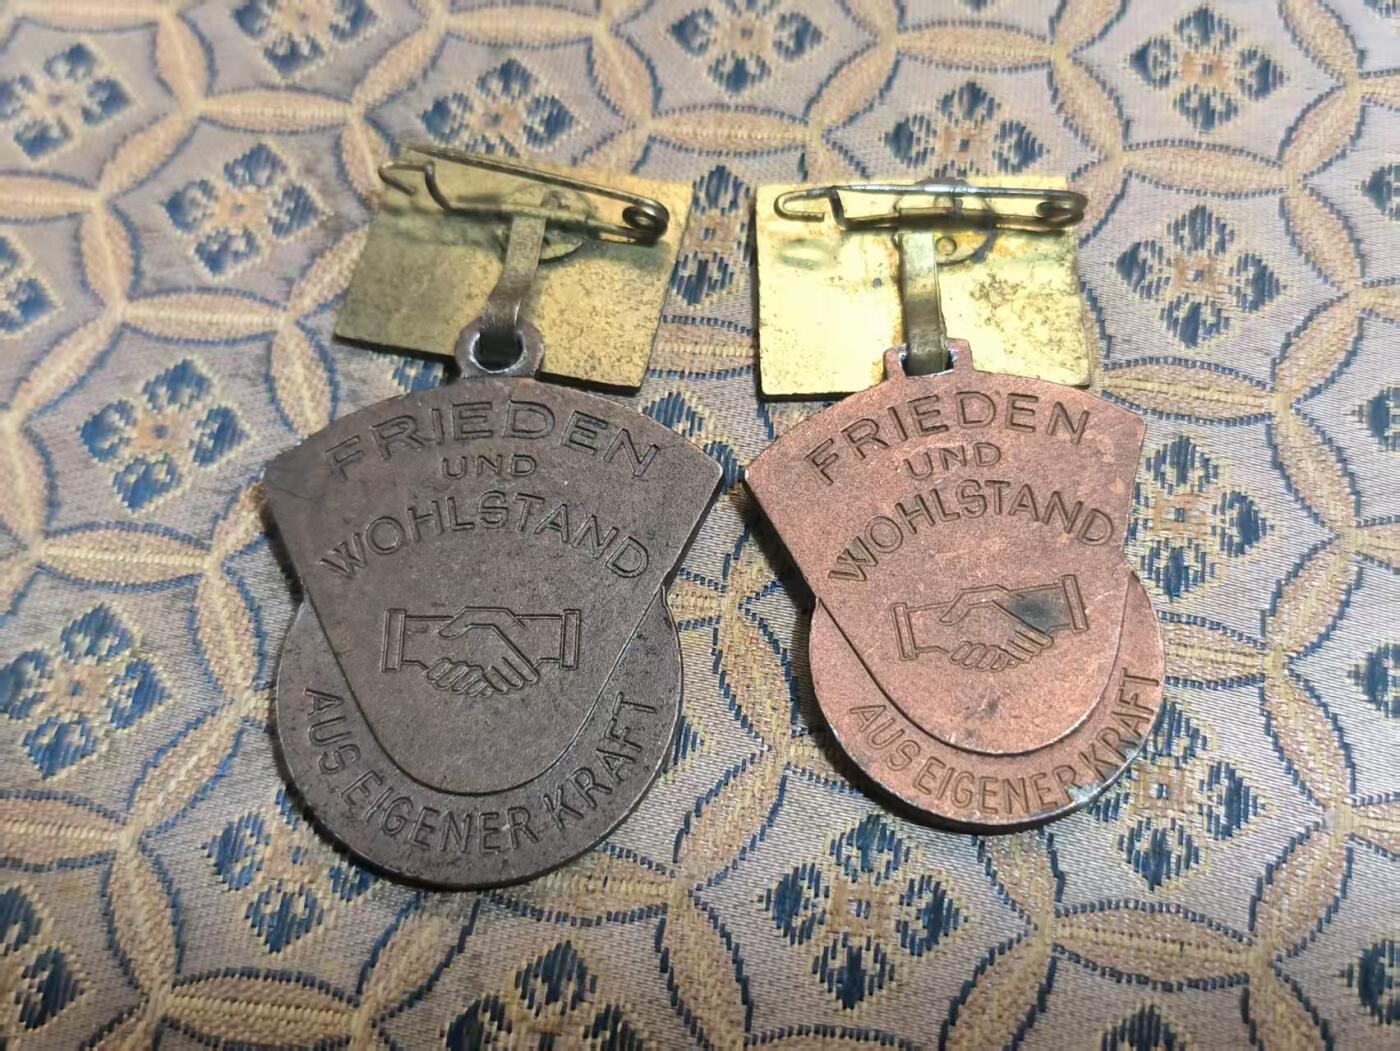 FRIEDEN
UND
WOHLSTAND
AUS EIGENER KRAFT
FRIEDEN
UND
WOHLSTAND
AUS EIGENER KRAFT